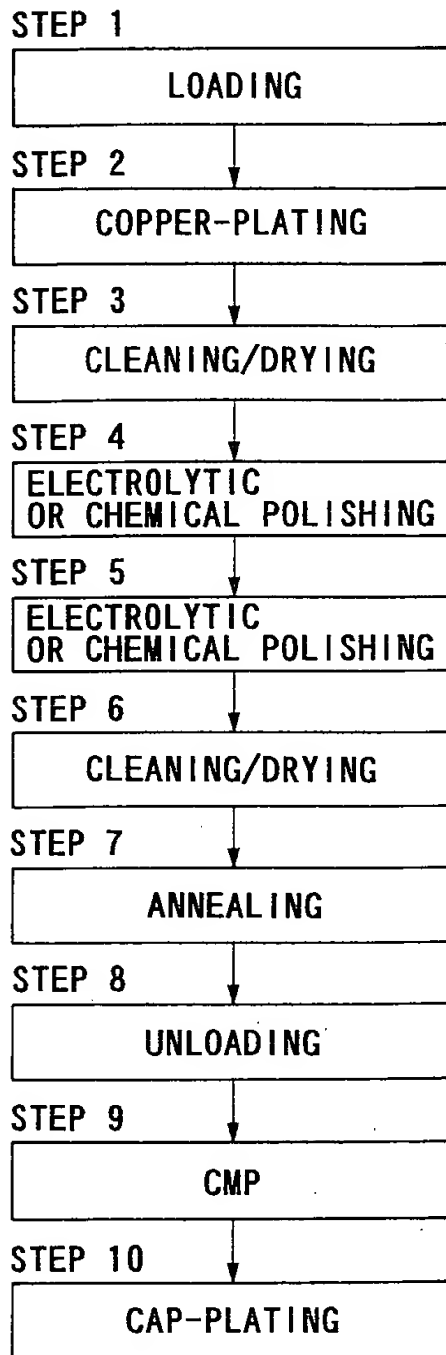 STEP 1
LOADING
STEP 2
COPPER-PLATING
STEP 3
CLEANING/DRYING
STEP 4
ELECTROLYTIC
OR CHEMICAL POLISHING
STEP 5
ELECTROLYTIC
OR CHEMICAL POLISHING
STEP 6
CLEANING/DRYING
STEP 7
ANNEALING
STEP 8
UNLOADING
STEP 9
CMP
STEP 10
CAP-PLATING